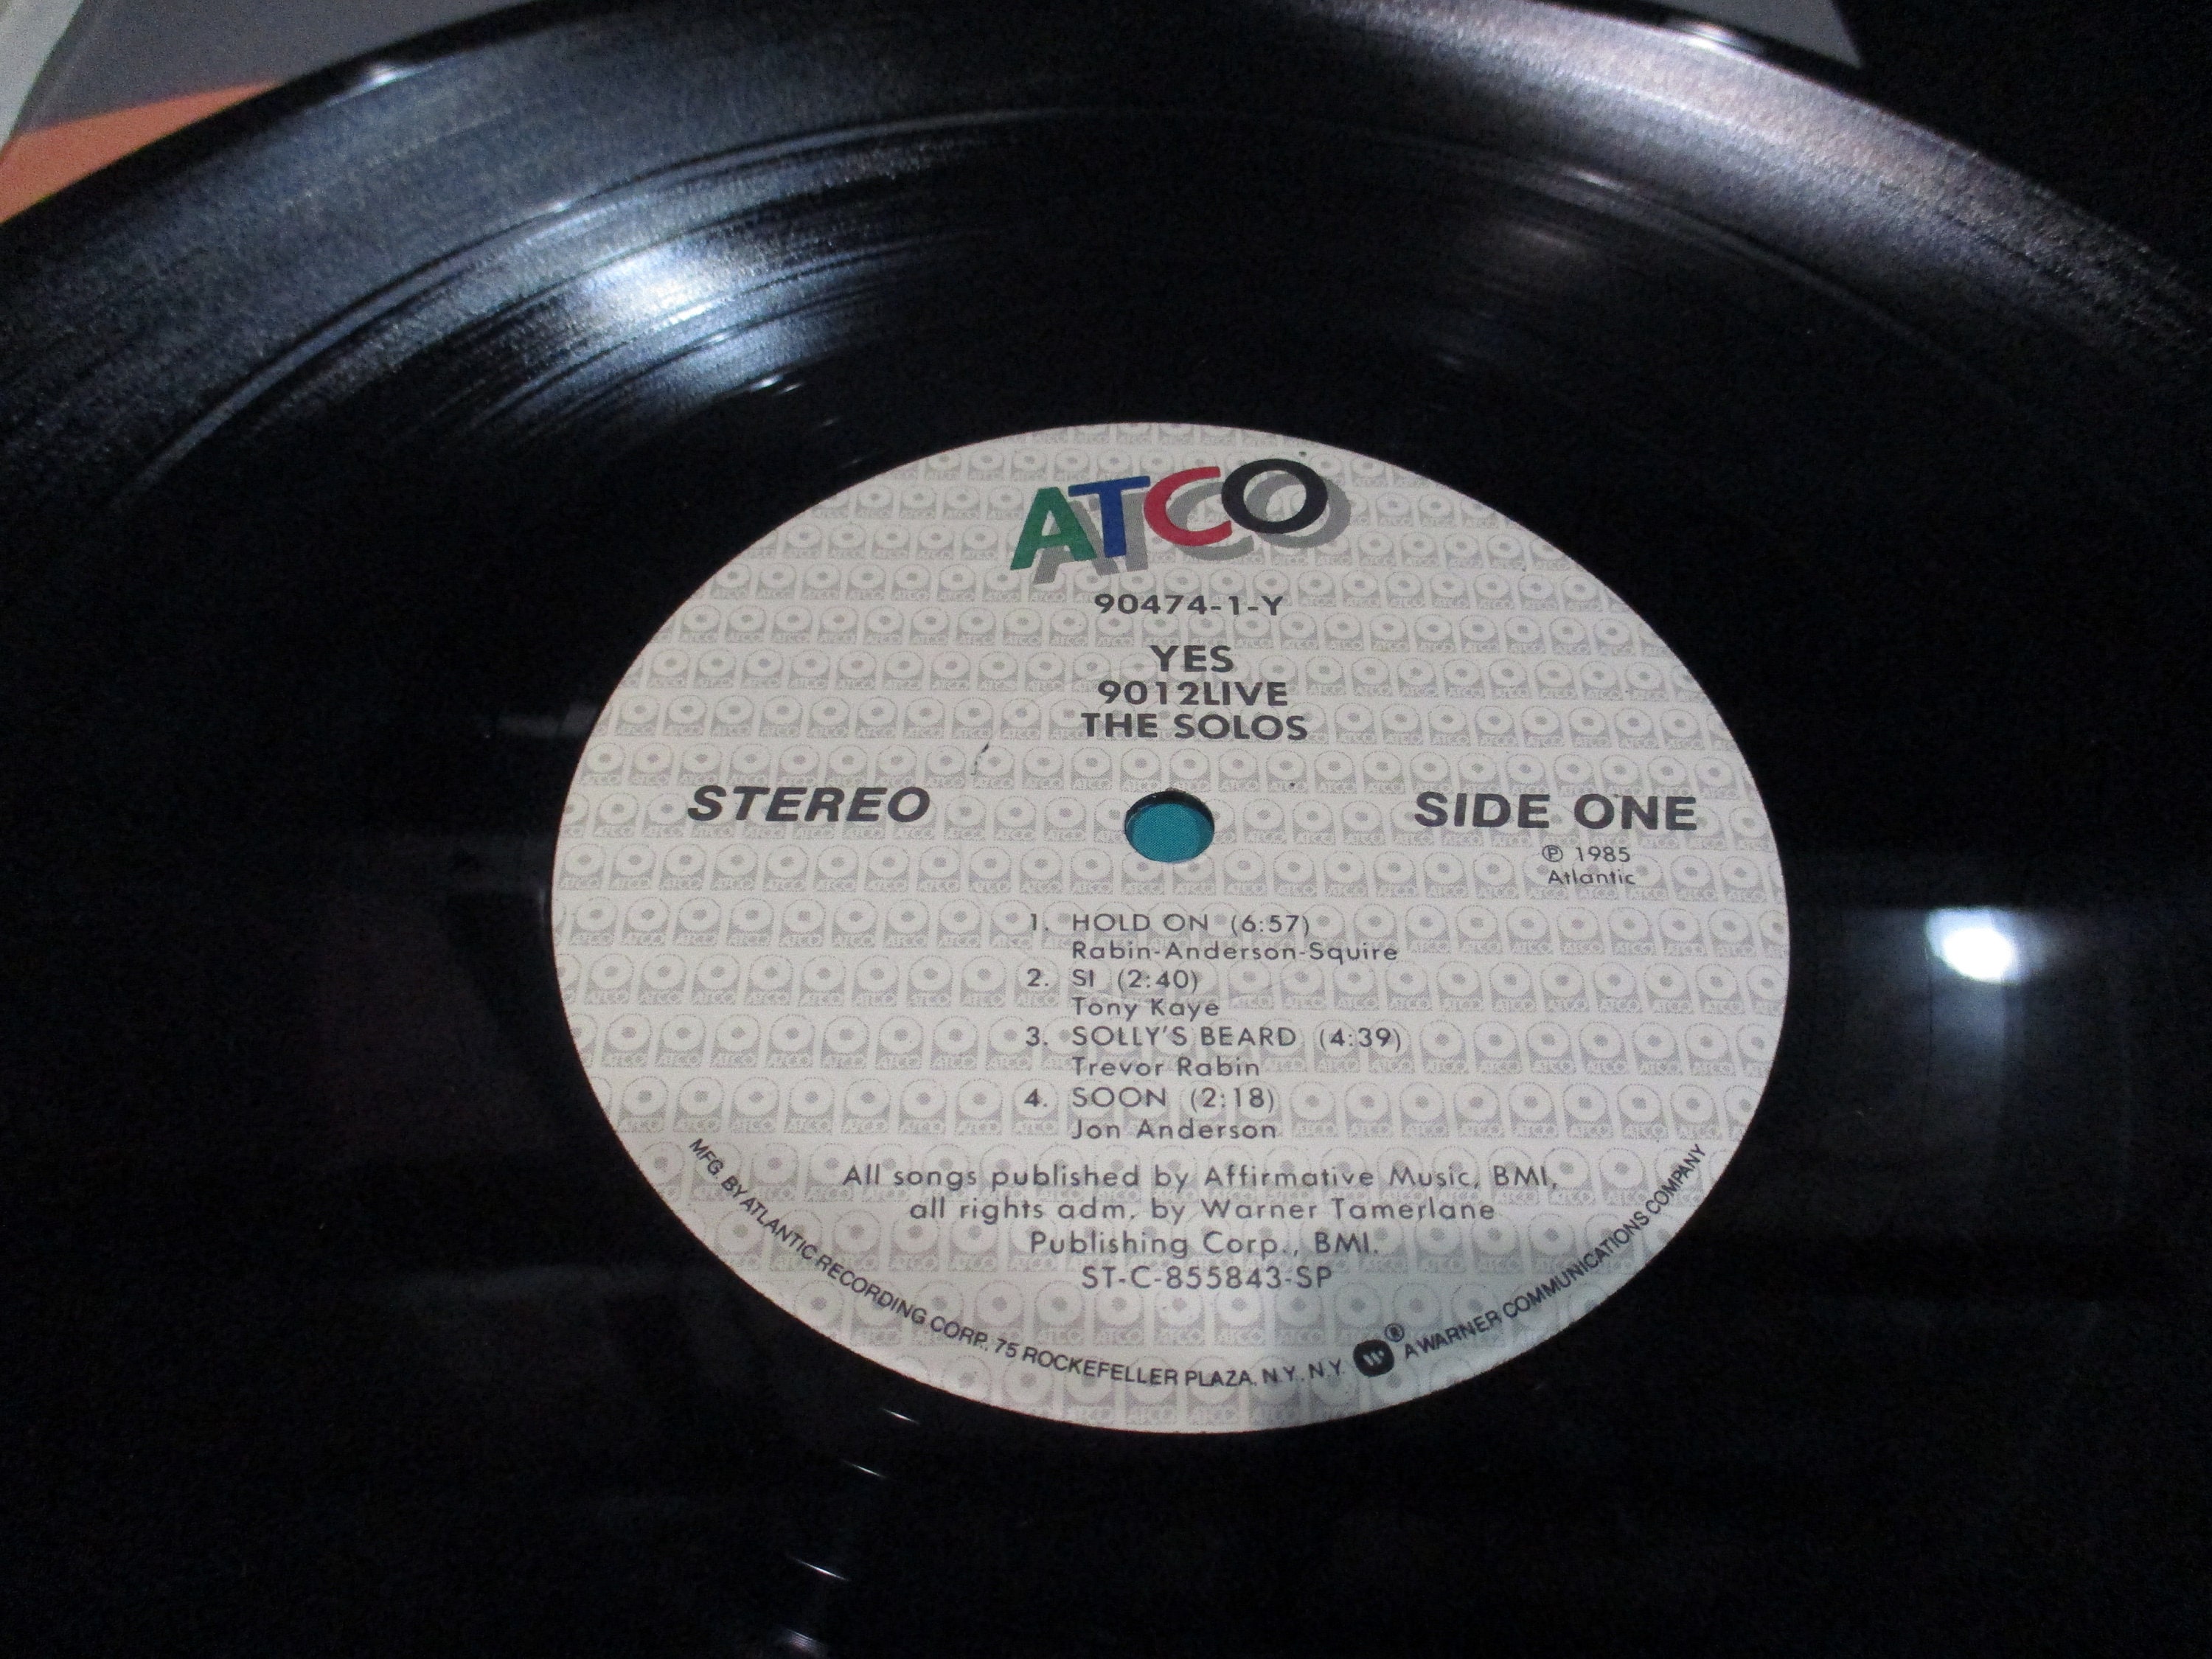 ATCO
90474-1-Y
YES
9012LIVE
THE SOLOS
STEREO
SIDE ONE
℗ 1985
Atlantic
1. HOLD ON (6:57)
Rabin-Anderson-Squire
2. SI (2:40)
Tony Kaye
3. SOLLY'S BEARD (4:39)
Trevor Rabin
4. SOON (2:18)
Jon Anderson
All songs published by Affirmative Music, BMI,
all rights adm. by Warner Tamerlane
Publishing Corp., BMI.
ST-C-855843-SP
MFG. BY ATLANTIC RECORDING CORP., 75 ROCKEFELLER PLAZA, N.Y., N.Y. ® A WARNER COMMUNICATIONS COMPANY